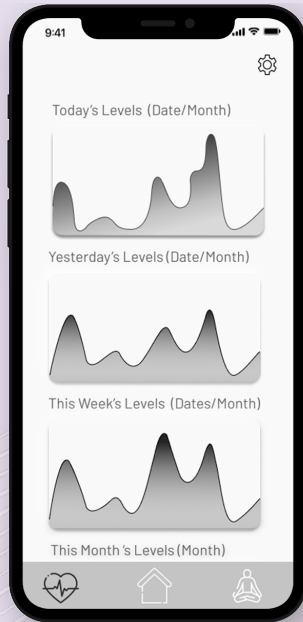 9:41
Today's Levels (Date/Month)
Yesterday's Levels (Date/Month)
This Week's Levels (Dates/Month)
This Month 's Levels (Month)